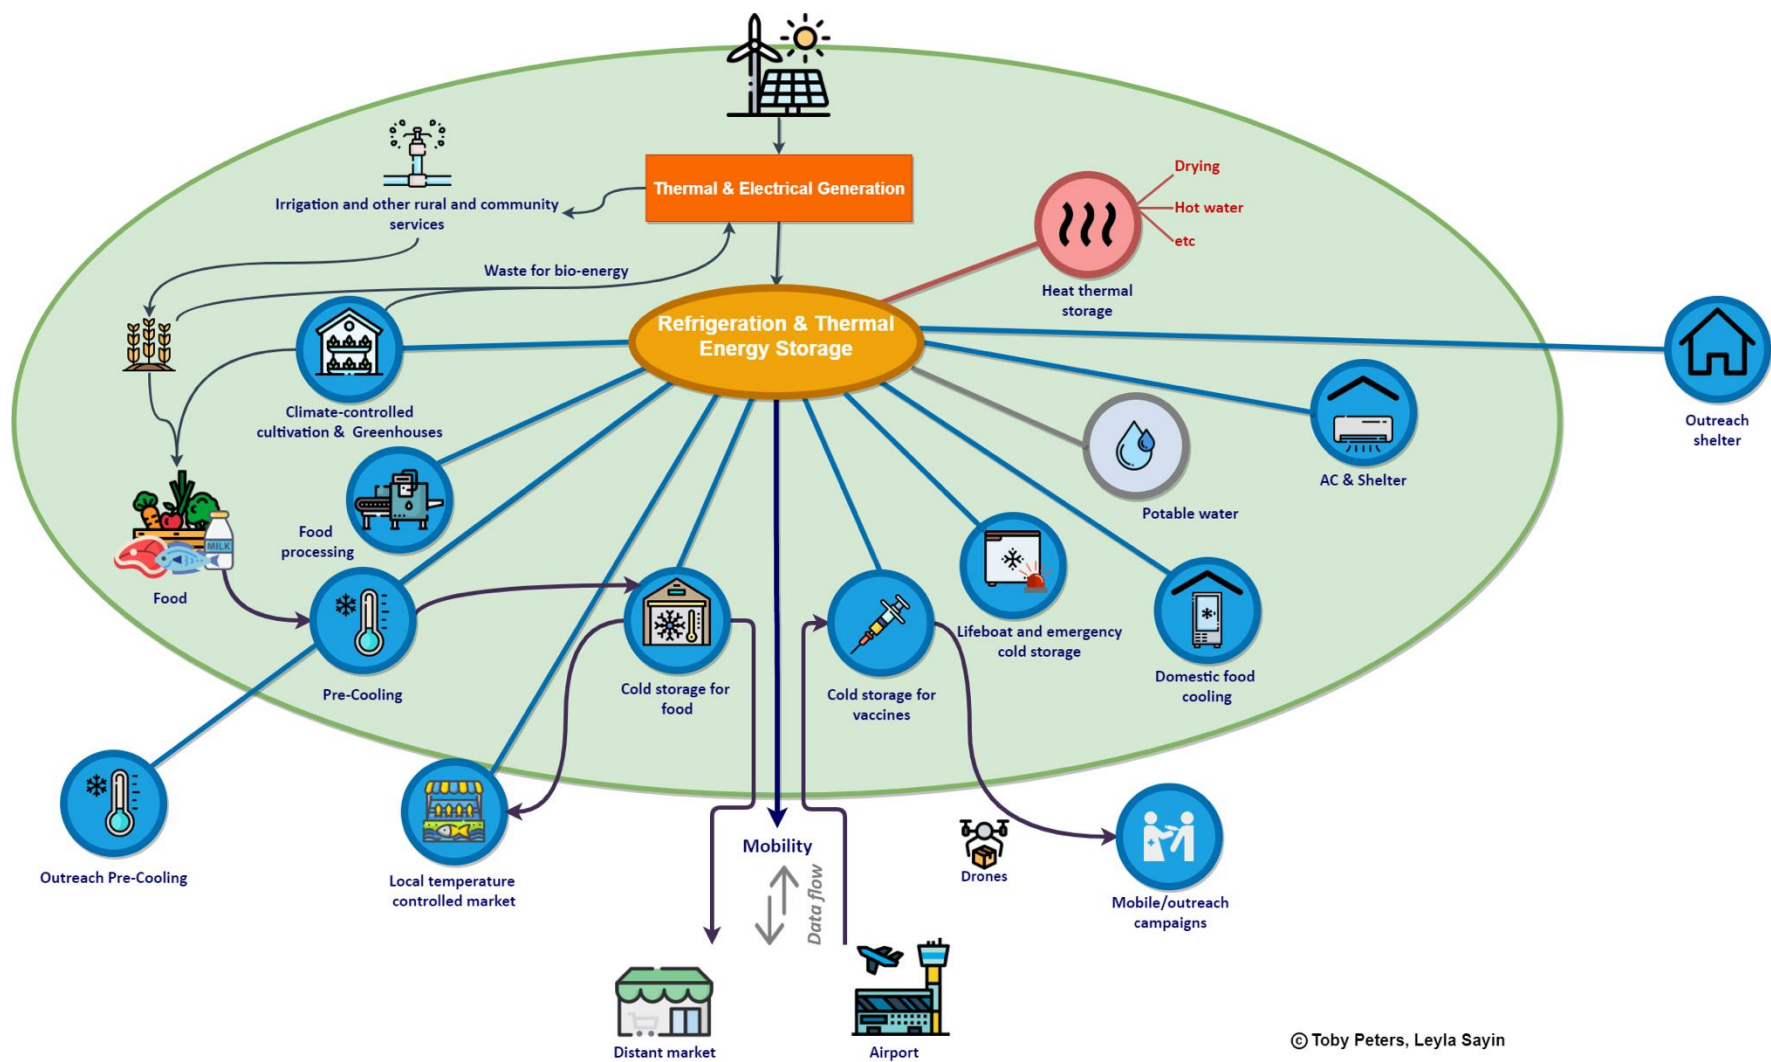 Thermal & Electrical Generation
Irrigation and other rural and community
services
Waste for bio-energy
Drying
Hot water
etc
Heat thermal
storage
Refrigeration & Thermal
Energy Storage
Climate-controlled
cultivation & Greenhouses
Outreach
shelter
AC & Shelter
Potable water
Food
processing
MILK
Food
Pre-Cooling
Cold storage for
food
Cold storage for
vaccines
Lifeboat and emergency
cold storage
Domestic food
cooling
Outreach Pre-Cooling
Local temperature
controlled market
Mobility
Data flow
Drones
Mobile/outreach
campaigns
Distant market
Airport
© Toby Peters, Leyla Sayin